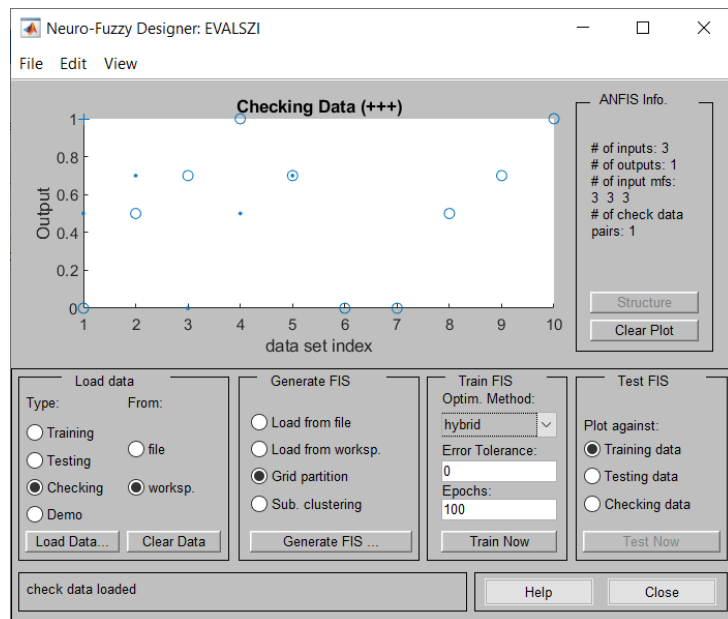 Neuro-Fuzzy Designer: EVALSZI
File Edit View
Checking Data (+++)
Output
1
0.8
0.6
0.4
0.2
0
1 2 3 4 5 6 7 8 9 10
data set index
ANFIS Info.
# of inputs: 3
# of outputs: 1
# of input mfs:
3 3 3
# of check data
pairs: 1
Structure
Clear Plot
Load data
Type: From:
Training
file
Testing
Checking
worksp.
Demo
Load Data... Clear Data
Generate FIS
Load from file
Load from worksp.
Grid partition
Sub. clustering
Generate FIS ...
Train FIS
Optim. Method:
hybrid
Error Tolerance:
0
Epochs:
100
Train Now
Test FIS
Plot against:
Training data
Testing data
Checking data
Test Now
check data loaded
Help Close